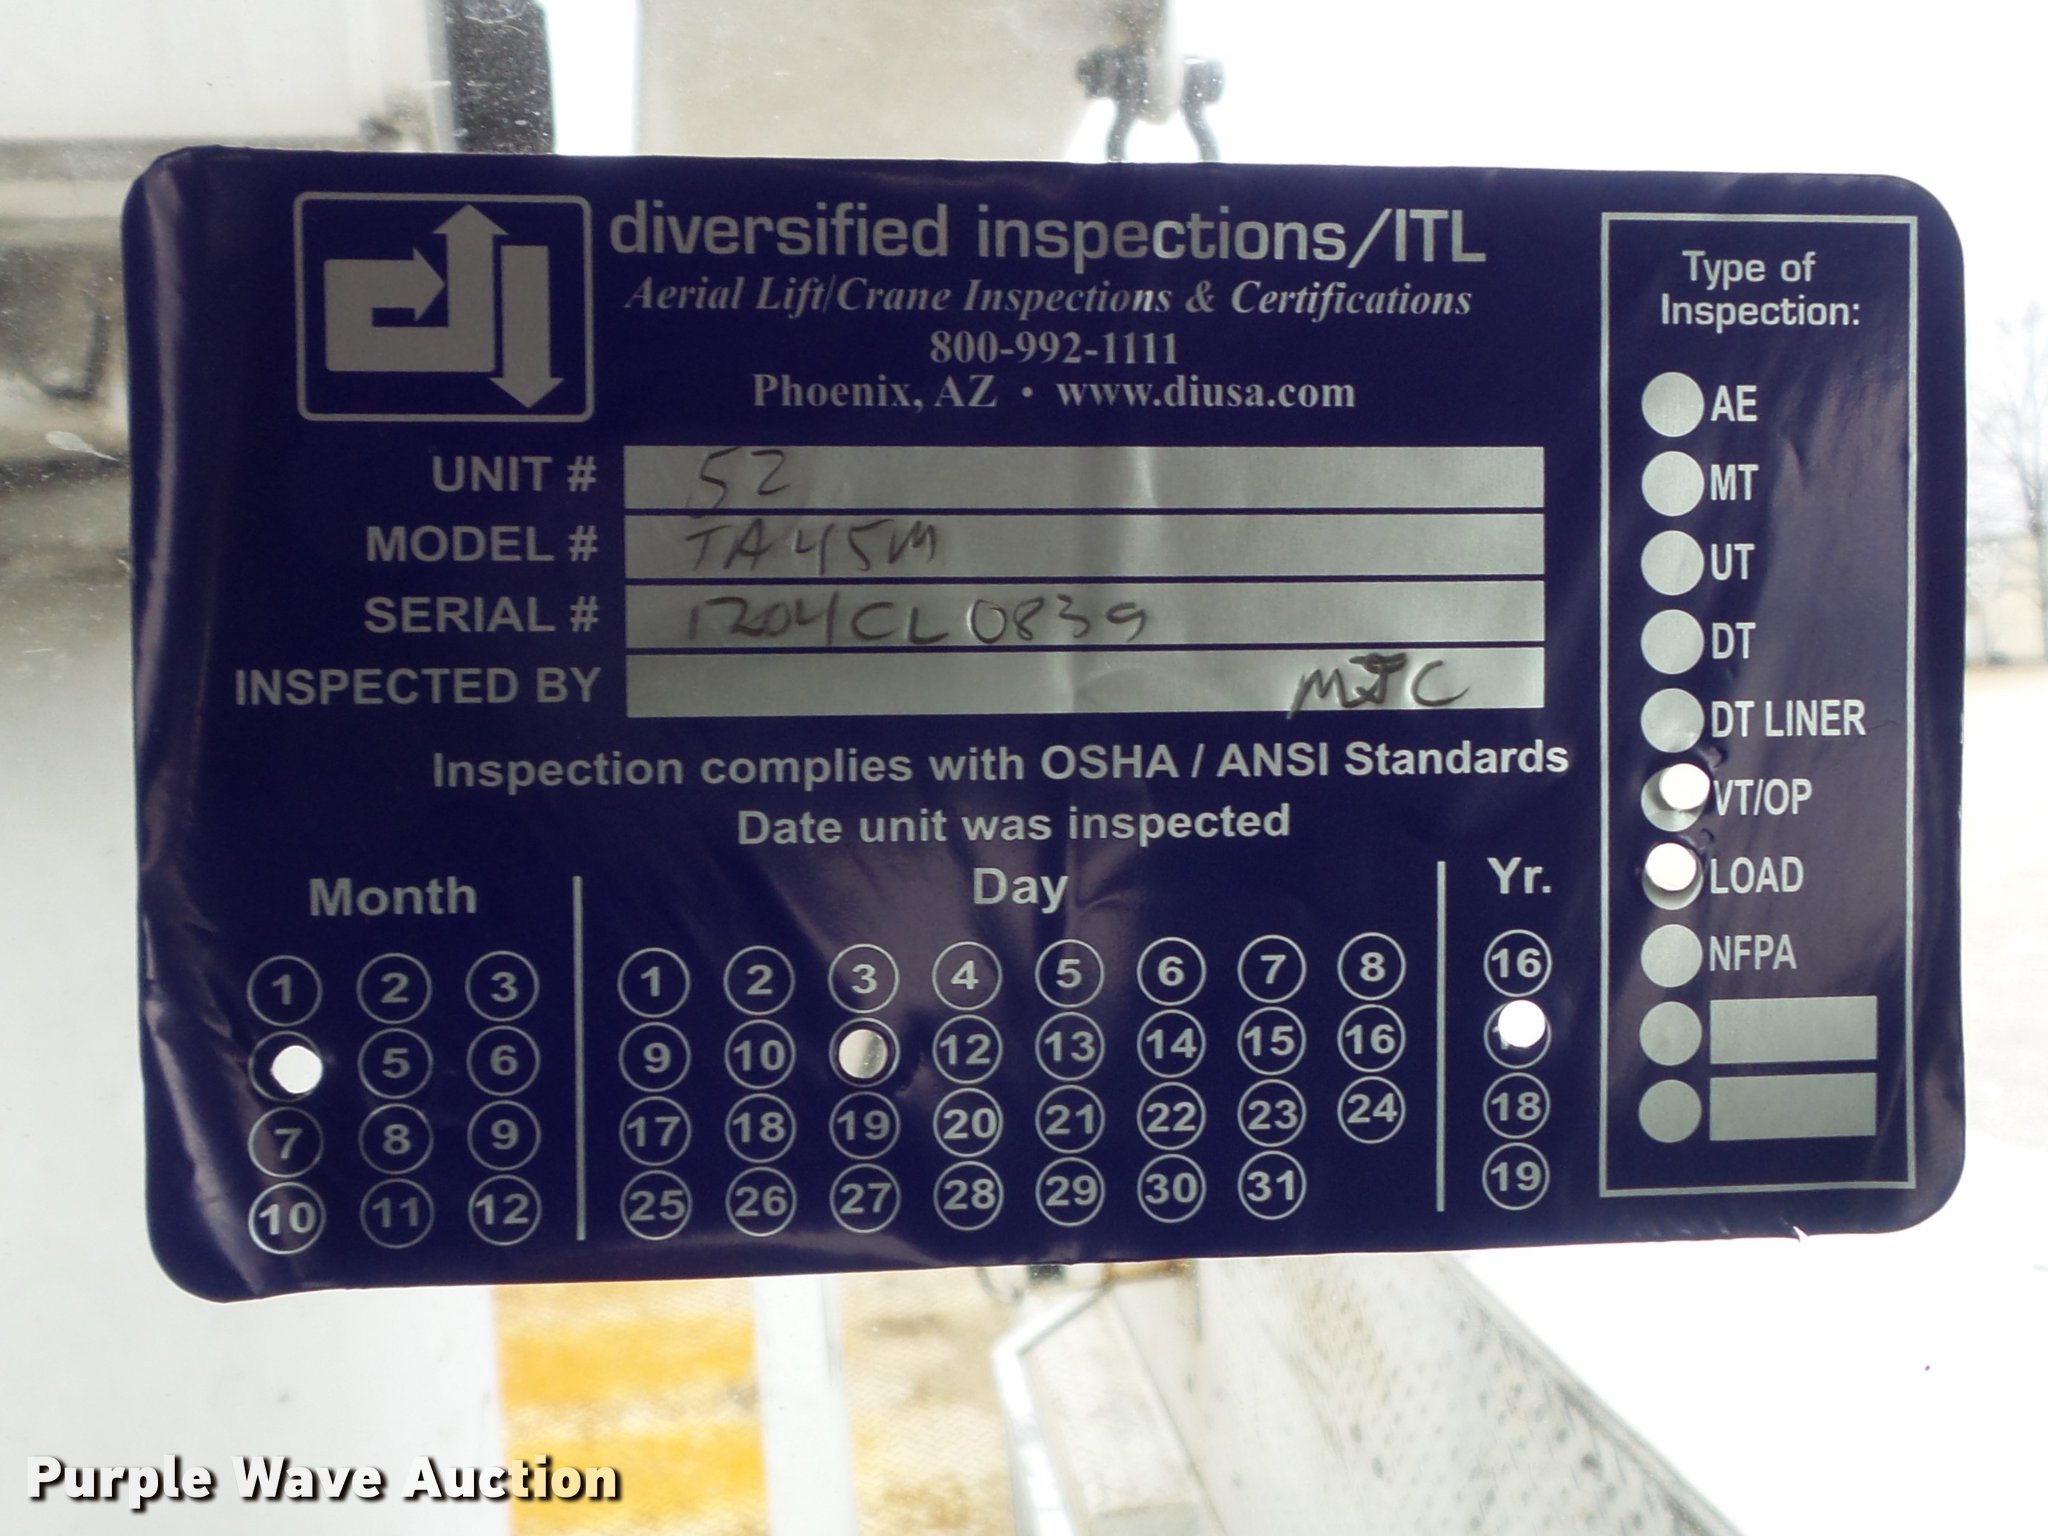 diversified inspections/ITL
Aerial Lift/Crane Inspections & Certifications
800-992-1111
Phoenix, AZ • www.diusa.com
UNIT # 52
MODEL # TA45M
SERIAL # 1204CL0839
INSPECTED BY MJC
Inspection complies with OSHA / ANSI Standards
Date unit was inspected
Month
1 2 3
5 6
7 8 9
10 11 12
Day
1 2 3 4 5 6 7 8
9 10 12 13 14 15 16
17 18 19 20 21 22 23 24
25 26 27 28 29 30 31
Yr.
16
18
19
Type of
Inspection:
AE
MT
UT
DT
DT LINER
VT/OP
LOAD
NFPA
Purple Wave Auction